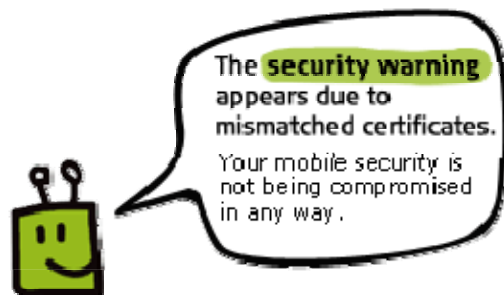 The security warning
appears due to
mismatched certificates.
Your mobile security is
not being compromised
in any way.